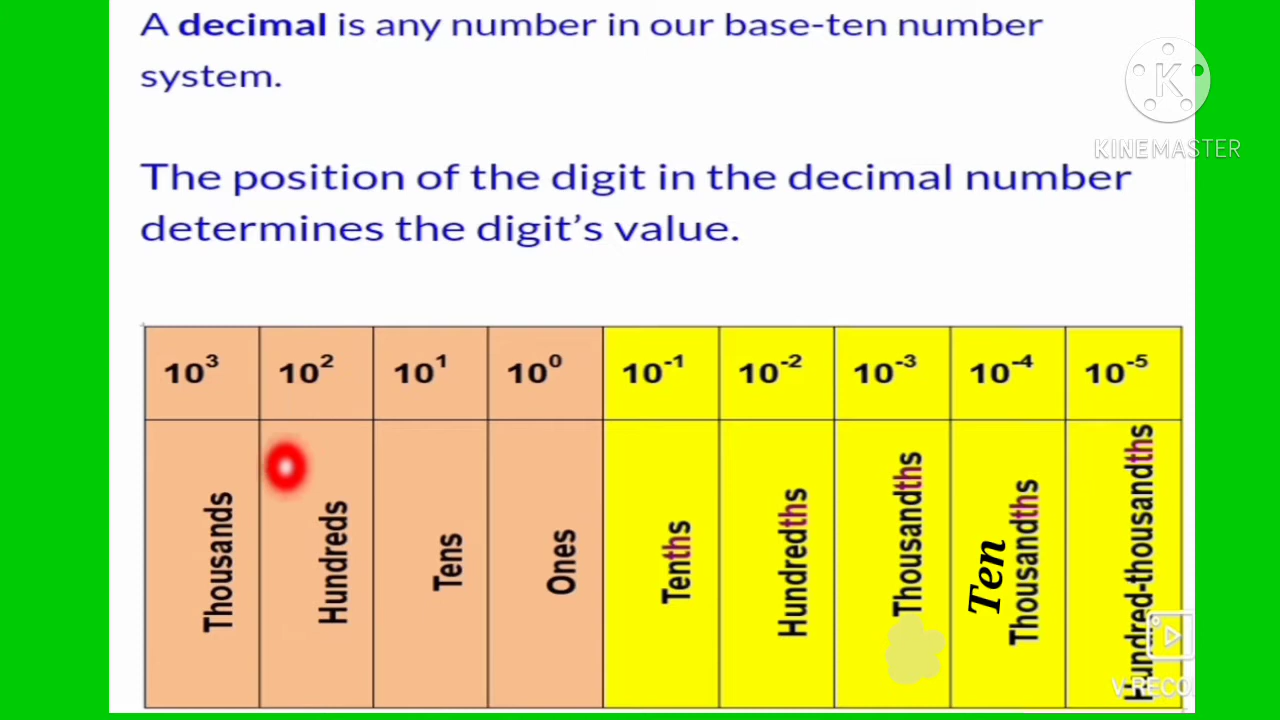 A decimal is any number in our base-ten number
system.
KINEMASTER
The position of the digit in the decimal number
determines the digit's value.
10³ 10² 10¹ 10⁰ 10⁻¹ 10⁻² 10⁻³ 10⁻⁴ 10⁻⁵
Thousands
Hundreds
Tens
Ones
Tenths
Hundredths
Thousandths
Ten
Thousandths
Hundred-thousandths
V RECO